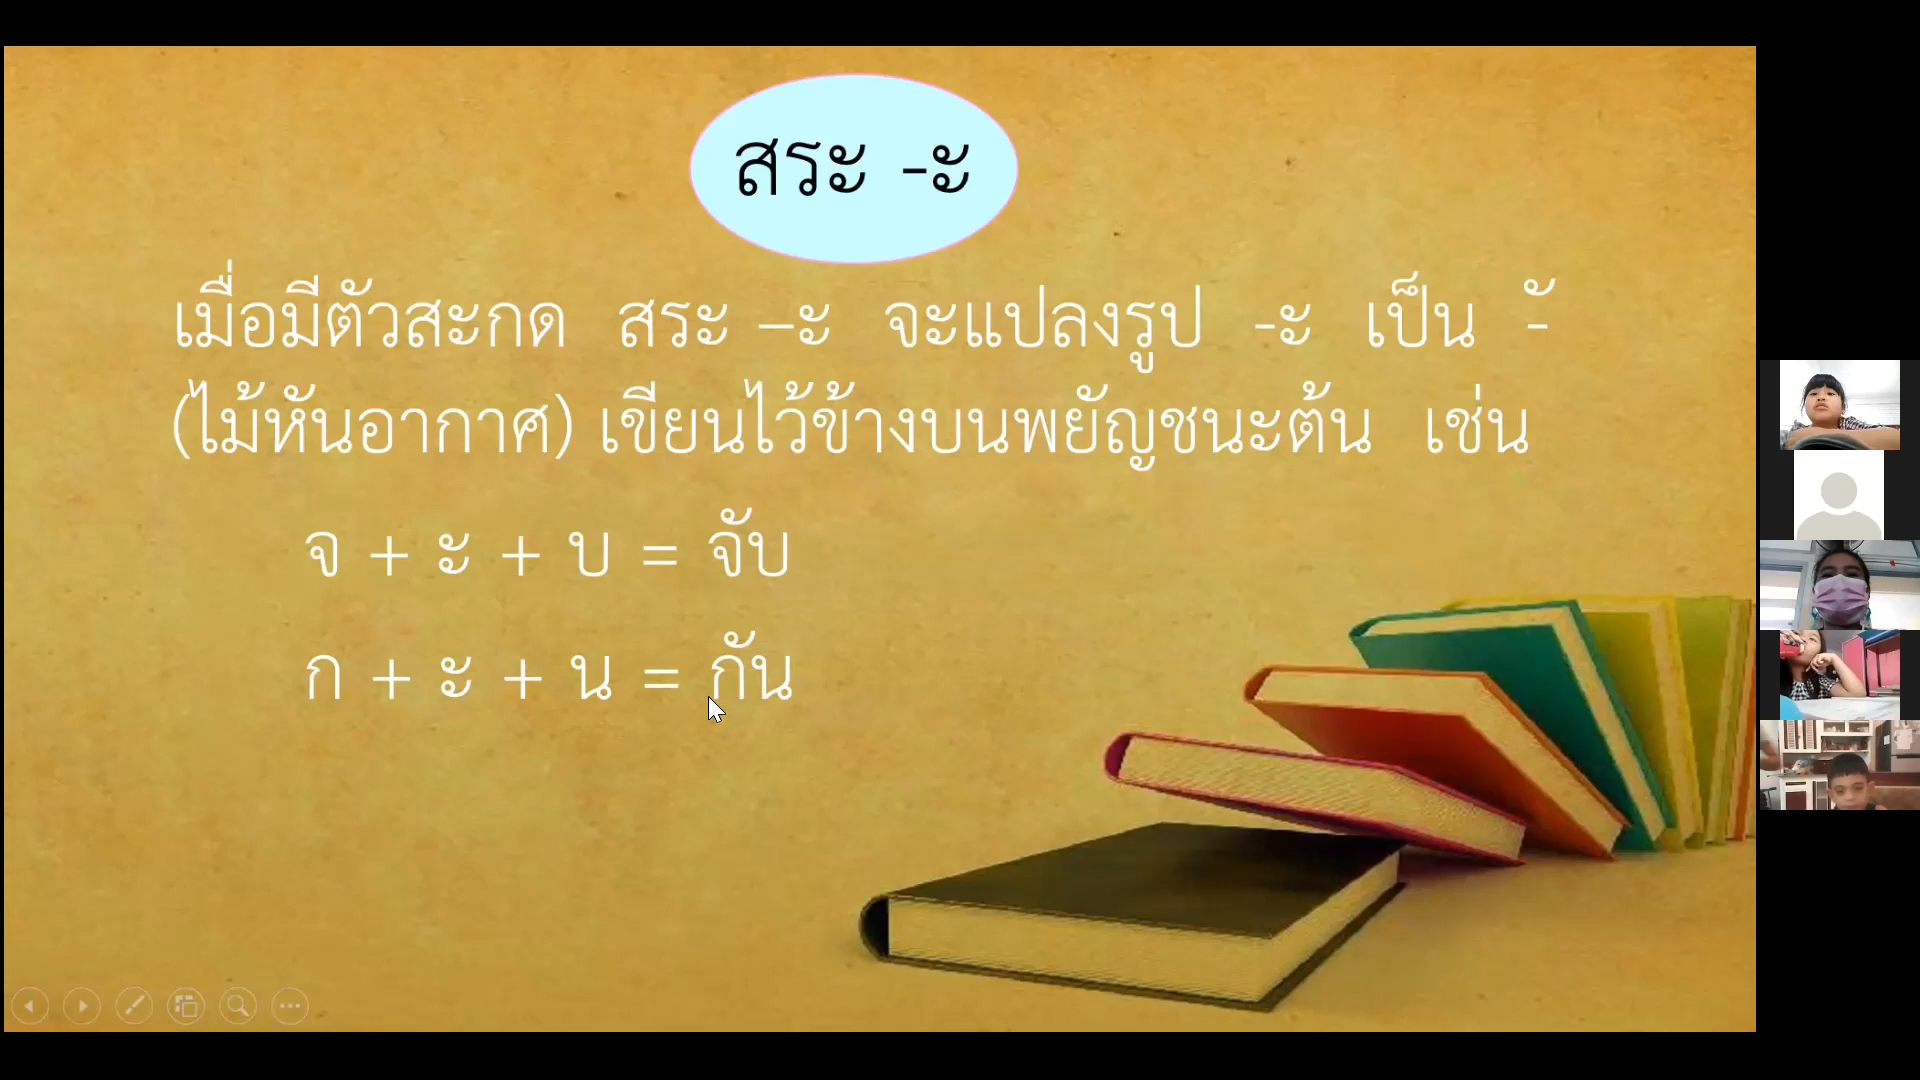 สระ -ะ
เมื่อมีตัวสะกด สระ –ะ จะแปลงรูป -ะ เป็น -ั
(ไม้หันอากาศ) เขียนไว้ข้างบนพยัญชนะต้น เช่น
จ + ะ + บ = จับ
ก + ะ + น = กัน